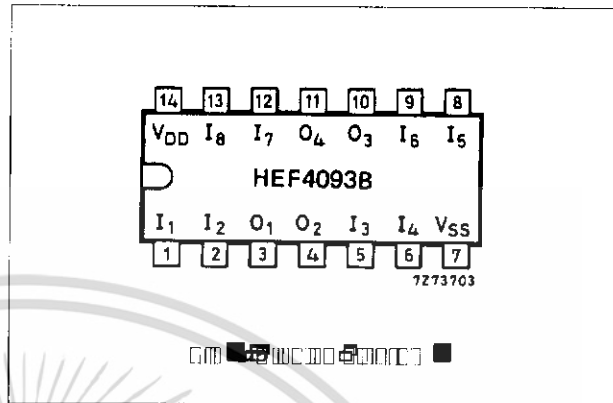 14 13 12 11 10 9 8
VDD I8 I7 O4 O3 I6 I5
HEF4093B
I1 I2 O1 O2 I3 I4 VSS
1 2 3 4 5 6 7
7Z73703